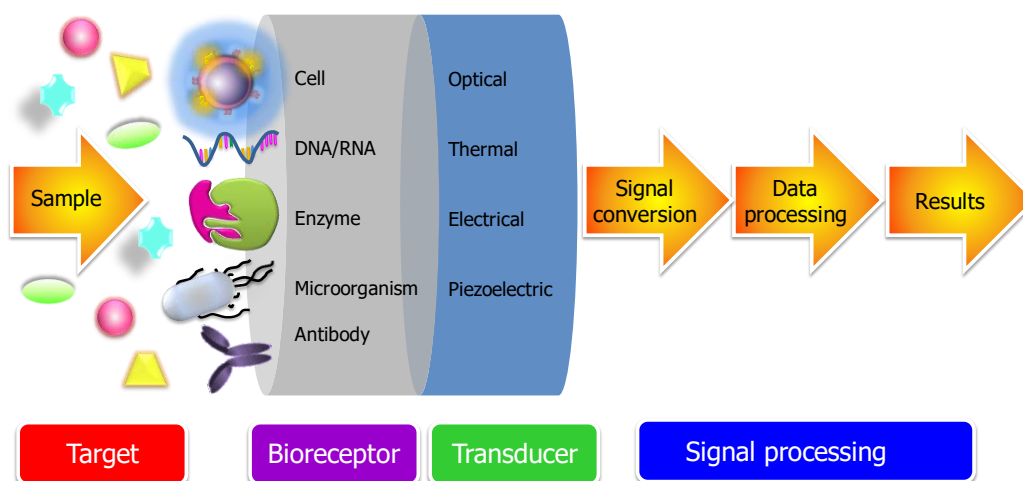 Sample
Cell
DNA/RNA
Enzyme
Microorganism
Antibody
Optical
Thermal
Electrical
Piezoelectric
Signal
conversion
Data
processing
Results
Target
Bioreceptor
Transducer
Signal processing